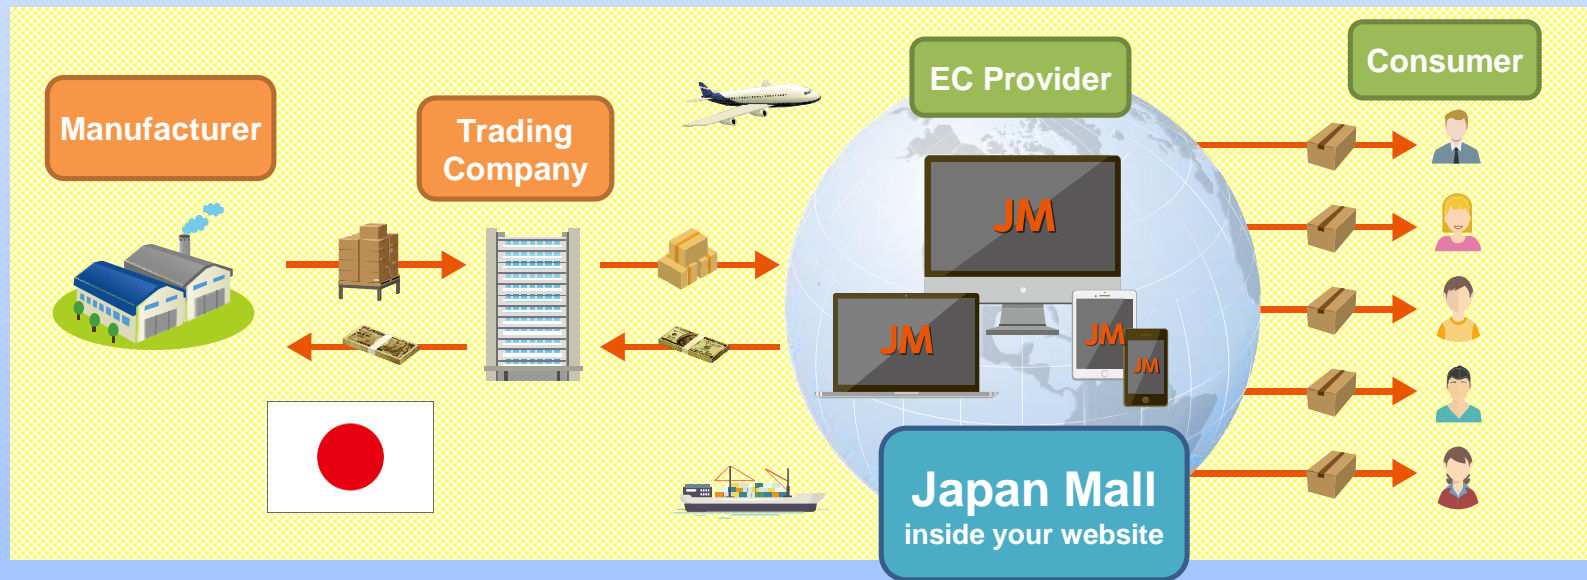 Manufacturer
Trading
Company
EC Provider
Consumer
JM
JM
JM
JM
Japan Mall
inside your website